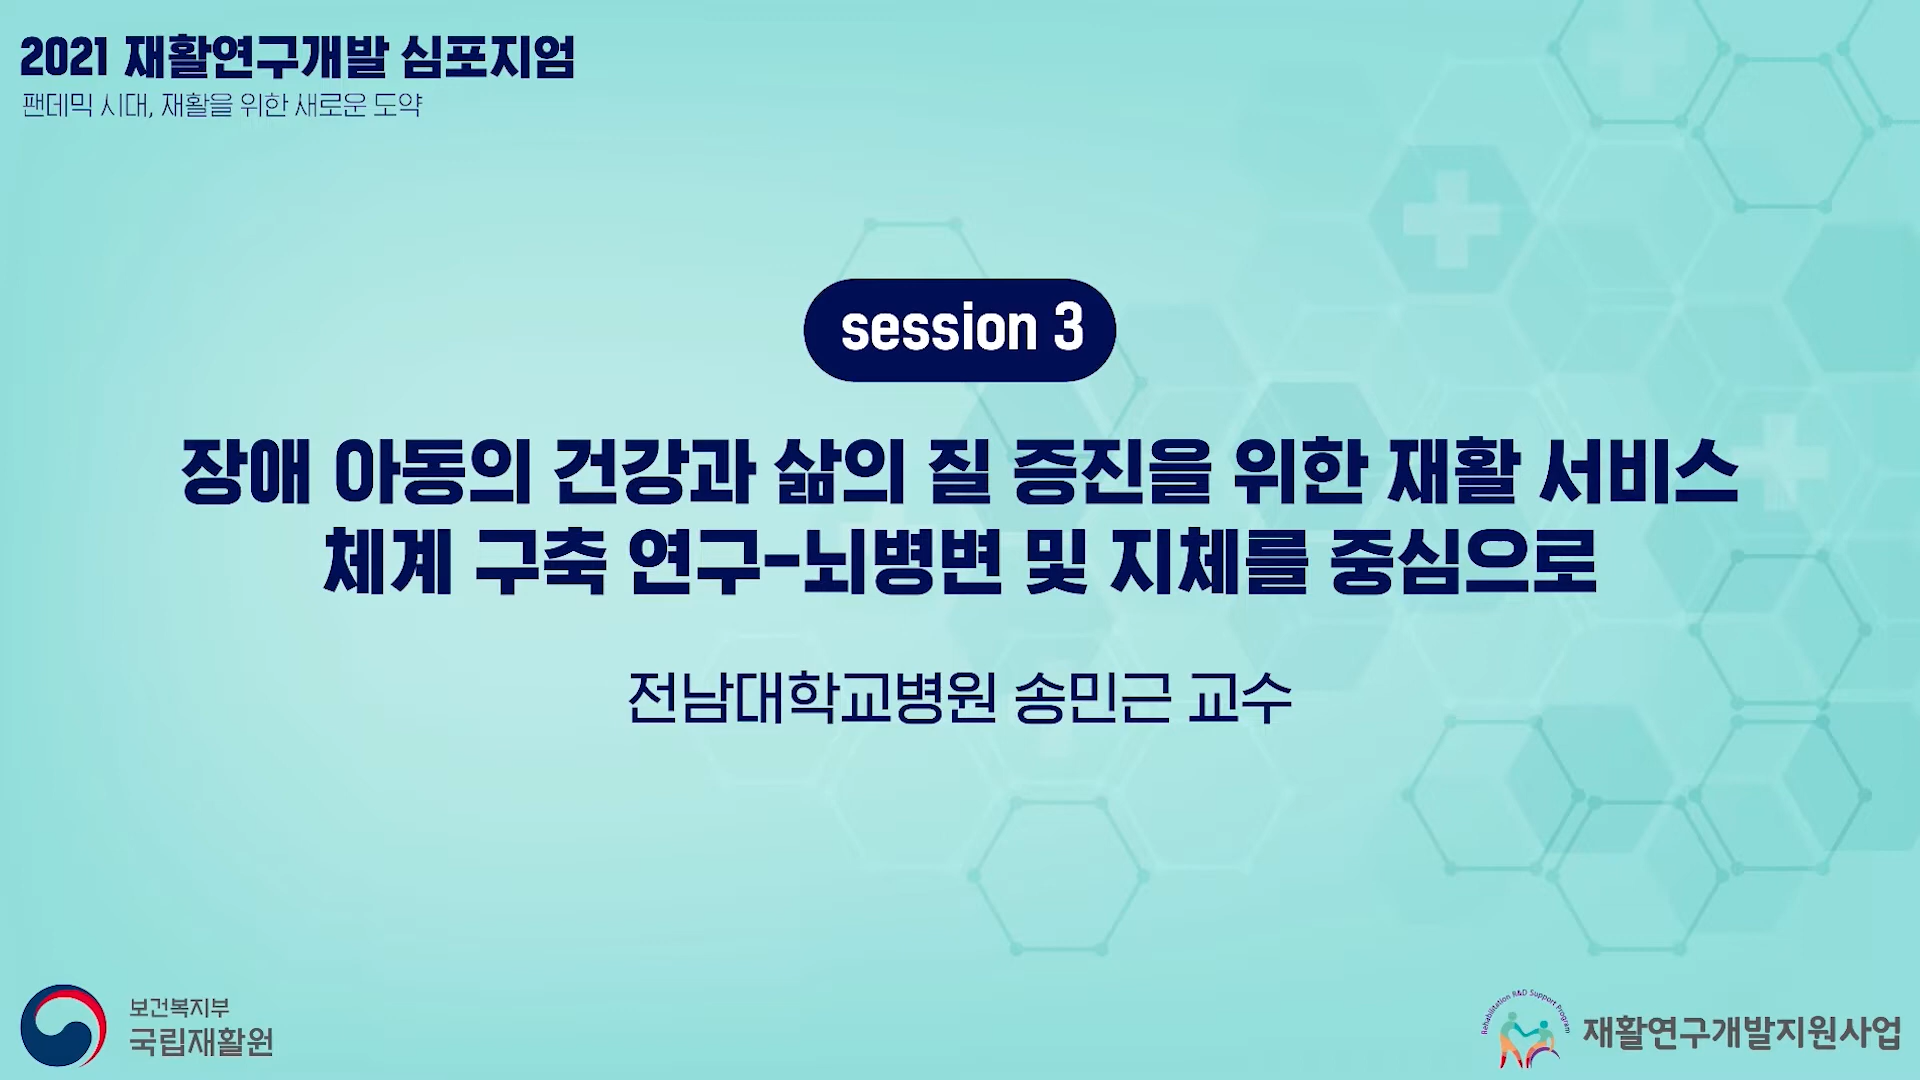 2021 재활연구개발 심포지엄
팬데믹 시대, 재활을 위한 새로운 도약
session 3
장애 아동의 건강과 삶의 질 증진을 위한 재활 서비스
체계 구축 연구-뇌병변 및 지체를 중심으로
전남대학교병원 송민근 교수
보건복지부
국립재활원
Rehabilitation R&D Support Program
재활연구개발지원사업